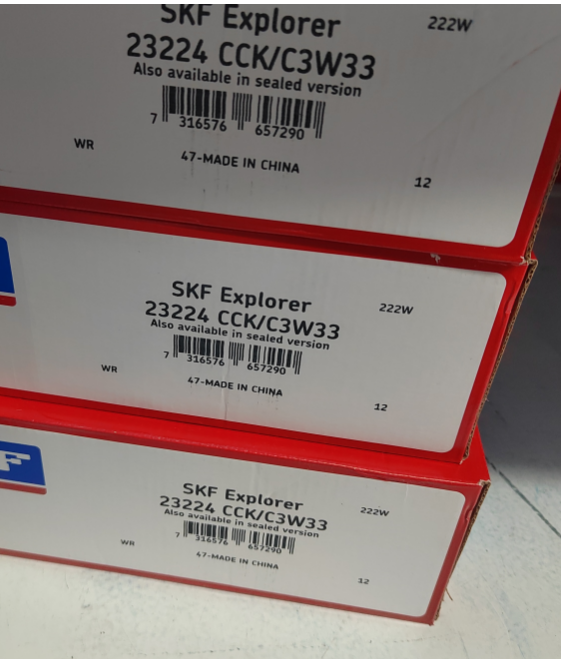 SKF Explorer
222W
23224 CCK/C3W33
Also available in sealed version
7 316576 657290
WR
47-MADE IN CHINA
12
SKF Explorer
222W
23224 CCK/C3W33
Also available in sealed version
7 316576 657290
WR
47-MADE IN CHINA
12
F
SKF Explorer
222W
23224 CCK/C3W33
Also available in sealed version
7 316576 657290
WR
47-MADE IN CHINA
12